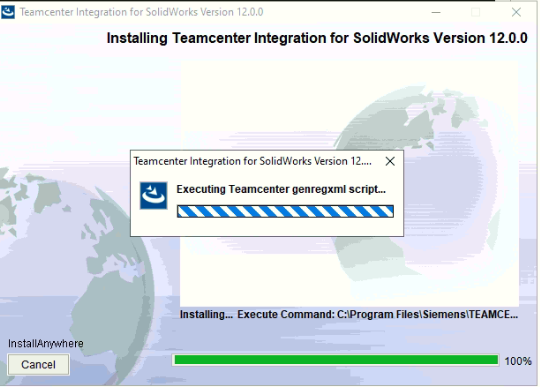 Teamcenter Integration for SolidWorks Version 12.0.0
Installing Teamcenter Integration for SolidWorks Version 12.0.0
Teamcenter Integration for SolidWorks Version 12....
Executing Teamcenter genregxml script...
Installing... Execute Command: C:\Program Files\Siemens\TEAMCE...
InstallAnywhere
Cancel
100%